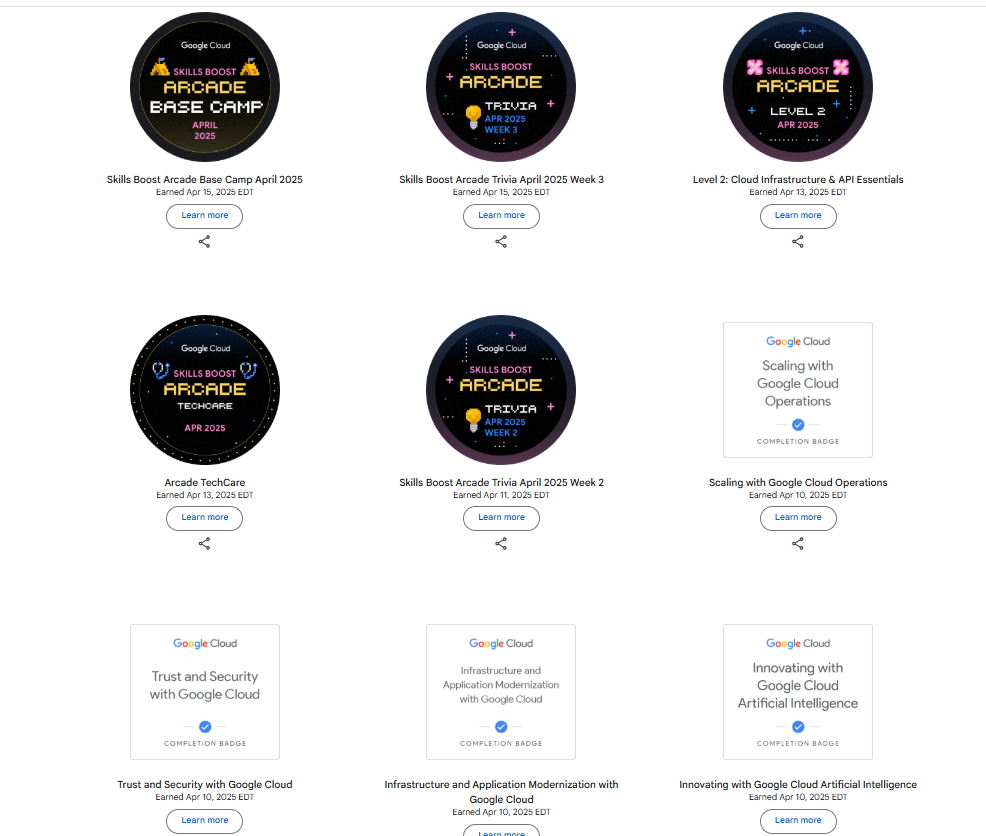 Google Cloud
SKILLS BOOST
ARCADE
BASE CAMP
APRIL
2025
Skills Boost Arcade Base Camp April 2025
Earned Apr 15, 2025 EDT
Learn more
Google Cloud
SKILLS BOOST
ARCADE
TRIVIA
APR 2025
WEEK 3
Skills Boost Arcade Trivia April 2025 Week 3
Earned Apr 15, 2025 EDT
Learn more
Google Cloud
SKILLS BOOST
ARCADE
LEVEL 2
APR 2025
Level 2: Cloud Infrastructure & API Essentials
Earned Apr 13, 2025 EDT
Learn more
Google Cloud
SKILLS BOOST
ARCADE
TECHCARE
APR 2025
Arcade TechCare
Earned Apr 13, 2025 EDT
Learn more
Google Cloud
SKILLS BOOST
ARCADE
TRIVIA
APR 2025
WEEK 2
Skills Boost Arcade Trivia April 2025 Week 2
Earned Apr 11, 2025 EDT
Learn more
Google Cloud
Scaling with
Google Cloud
Operations
COMPLETION BADGE
Scaling with Google Cloud Operations
Earned Apr 10, 2025 EDT
Learn more
Google Cloud
Trust and Security
with Google Cloud
COMPLETION BADGE
Trust and Security with Google Cloud
Earned Apr 10, 2025 EDT
Learn more
Google Cloud
Infrastructure and
Application Modernization
with Google Cloud
COMPLETION BADGE
Infrastructure and Application Modernization with
Google Cloud
Earned Apr 10, 2025 EDT
Learn more
Google Cloud
Innovating with
Google Cloud
Artificial Intelligence
COMPLETION BADGE
Innovating with Google Cloud Artificial Intelligence
Earned Apr 10, 2025 EDT
Learn more